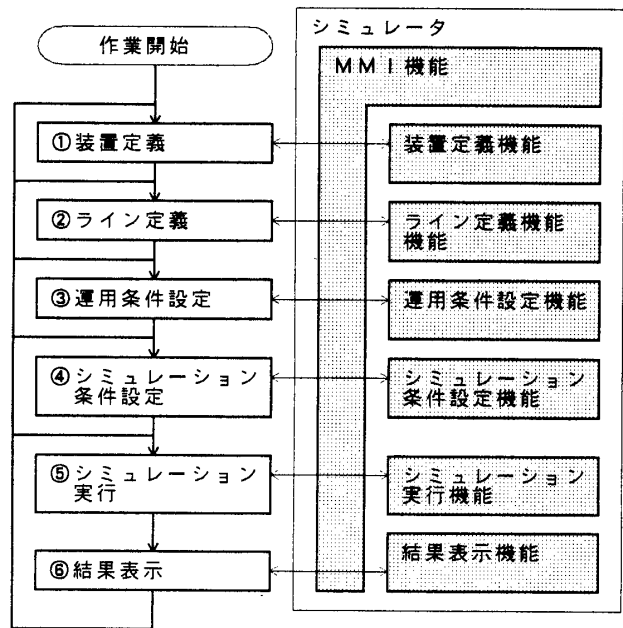 作業開始
①装置定義
②ライン定義
③運用条件設定
④シミュレーション
条件設定
⑤シミュレーション
実行
⑥結果表示
シミュレータ
MMI機能
装置定義機能
ライン定義機能
機能
運用条件設定機能
シミュレーション
条件設定機能
シミュレーション
実行機能
結果表示機能